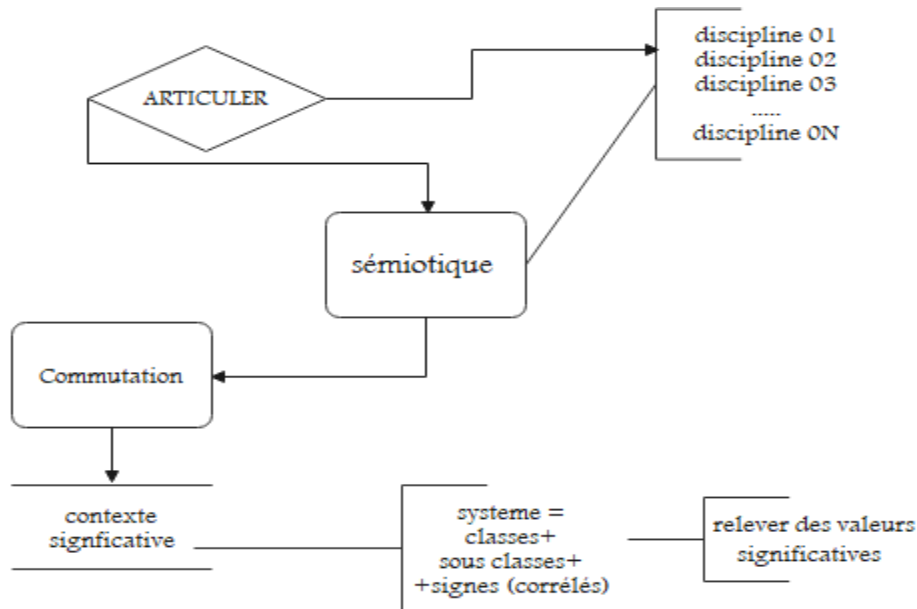 discipline 01
discipline 02
discipline 03
.....
discipline 0N
ARTICULER
sémiotique
Commutation
contexte
signficative
systeme =
classes+
sous classes+
+signes (corrélés)
relever des valeurs
significatives